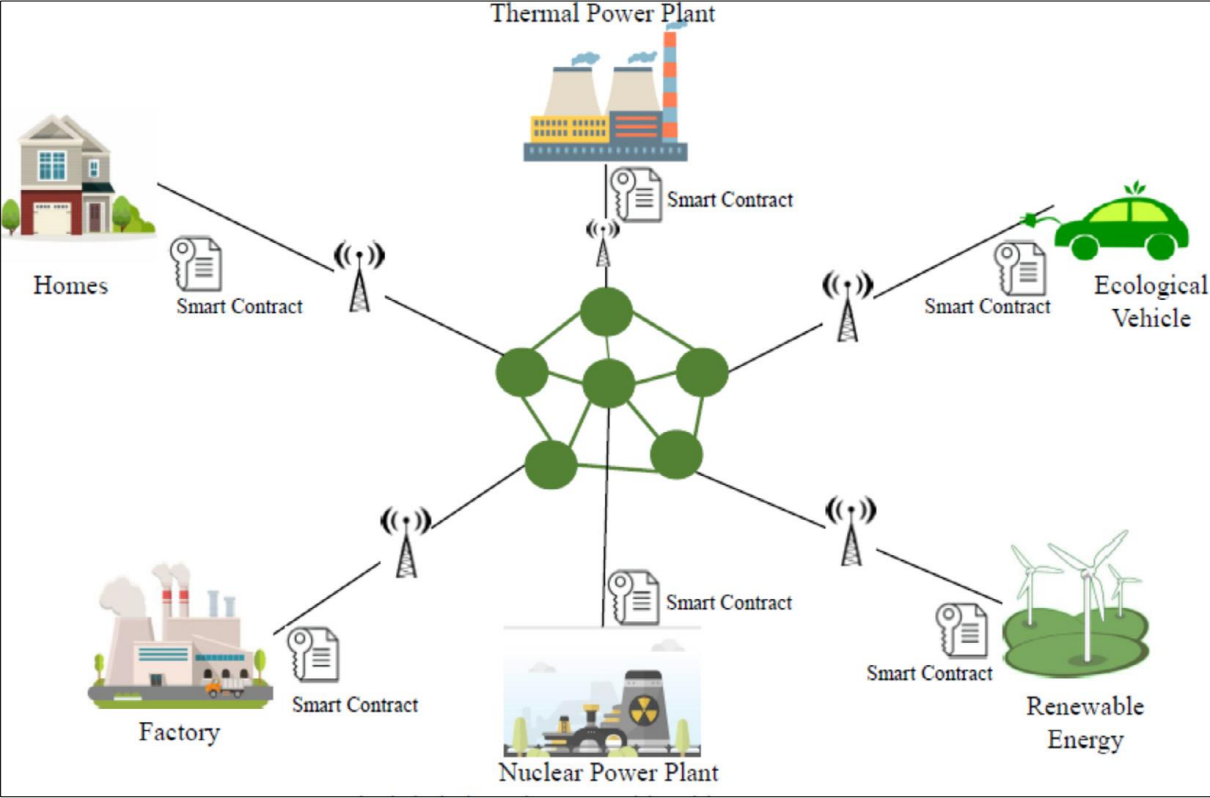 Thermal Power Plant
Smart Contract
Homes
Smart Contract
Smart Contract
Ecological
Vehicle
Smart Contract
Smart Contract
Factory
Smart Contract
Renewable
Energy
Nuclear Power Plant